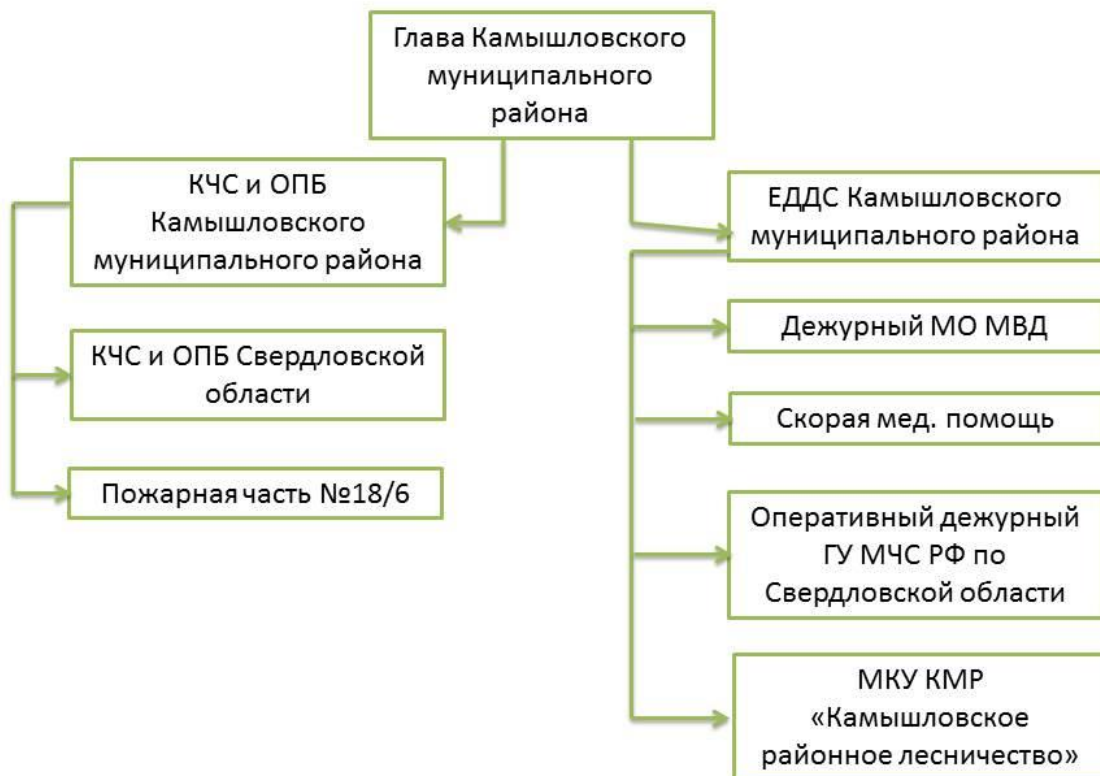 Глава Камышловского
муниципального
района
КЧС и ОПБ
Камышловского
муниципального района
КЧС и ОПБ Свердловской
области
Пожарная часть №18/6
ЕДДС Камышловского
муниципального района
Дежурный МО МВД
Скорая мед. помощь
Оперативный дежурный
ГУ МЧС РФ по
Свердловской области
МКУ КМР
«Камышловское
районное лесничество»